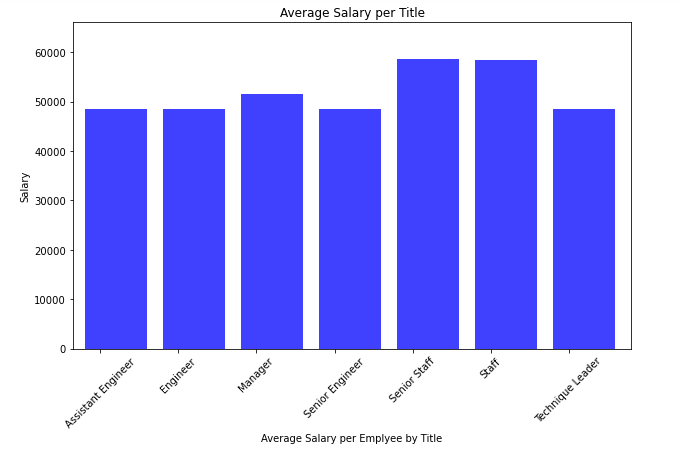 Average Salary per Title
60000
50000
40000
30000
20000
10000
0
Salary
Assistant Engineer
Engineer
Manager
Senior Engineer
Senior Staff
Staff
Technique Leader
Average Salary per Emplyee by Title